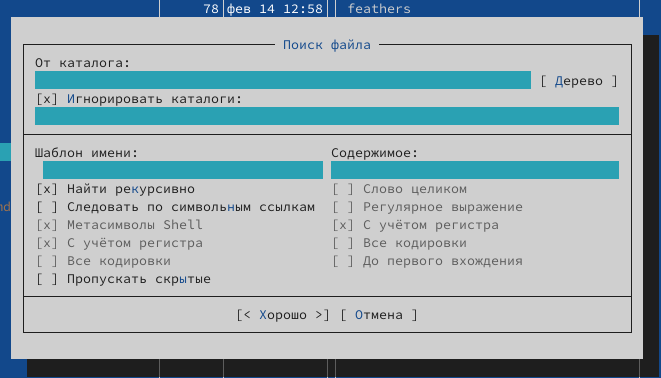 78 фев 14 12:58 feathers
Поиск файла
От каталога:
[ Дерево ]
[x] Игнорировать каталоги:
Шаблон имени: Содержимое:
[x] Найти рекурсивно [ ] Слово целиком
[ ] Следовать по символьным ссылкам [ ] Регулярное выражение
[x] Метасимволы Shell [x] С учётом регистра
[x] С учётом регистра [ ] Все кодировки
[ ] Все кодировки [ ] До первого вхождения
[ ] Пропускать скрытые
[< Хорошо >] [ Отмена ]